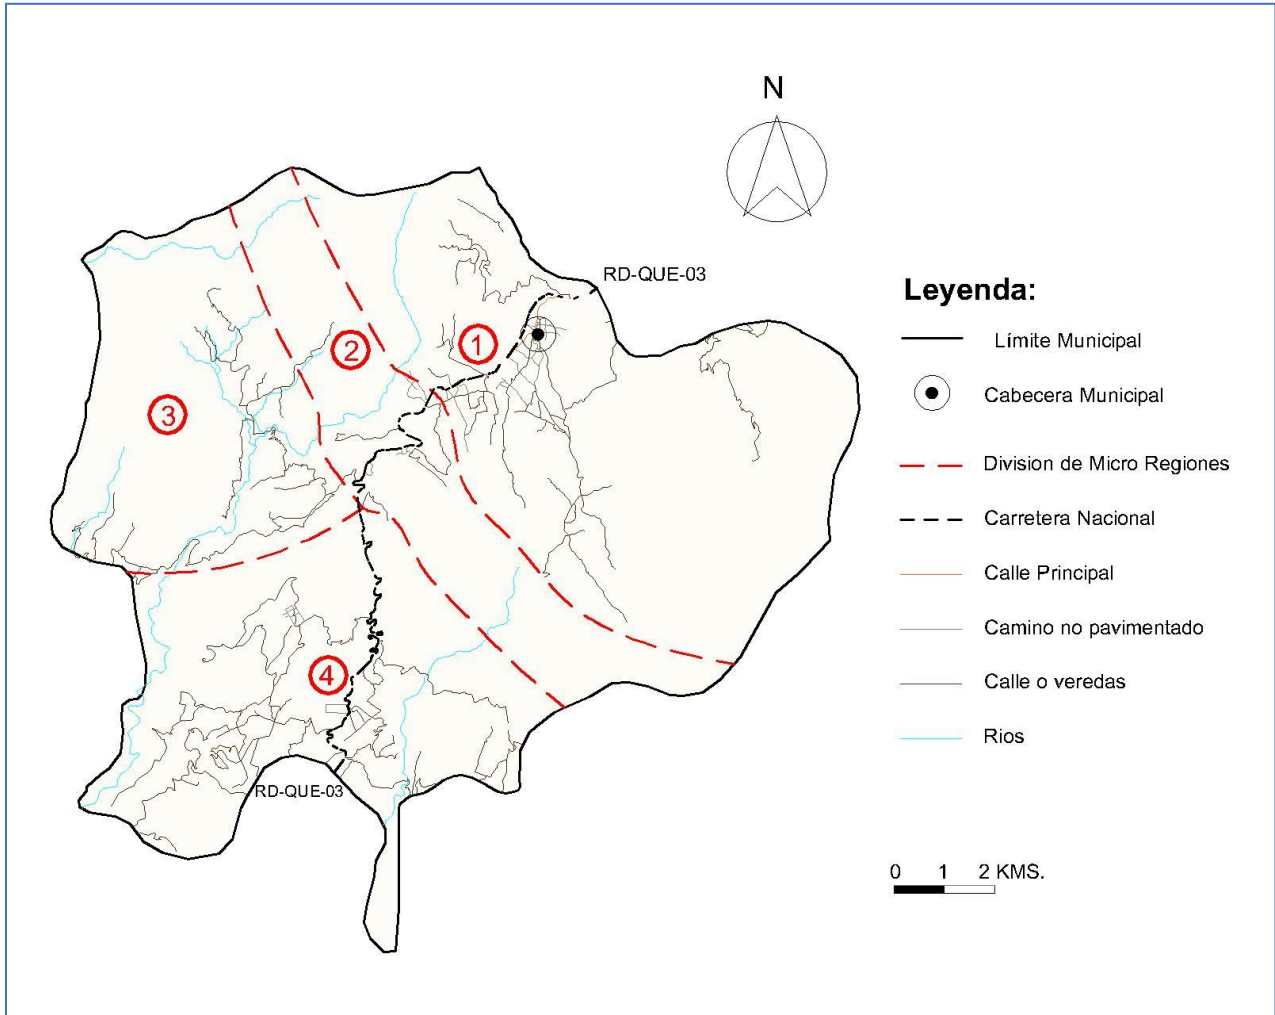 N
RD-QUE-03
Leyenda:
Límite Municipal
1
2
Cabecera Municipal
3
Division de Micro Regiones
Carretera Nacional
Calle Principal
Camino no pavimentado
4
Calle o veredas
Rios
RD-QUE-03
0 1 2 KMS.